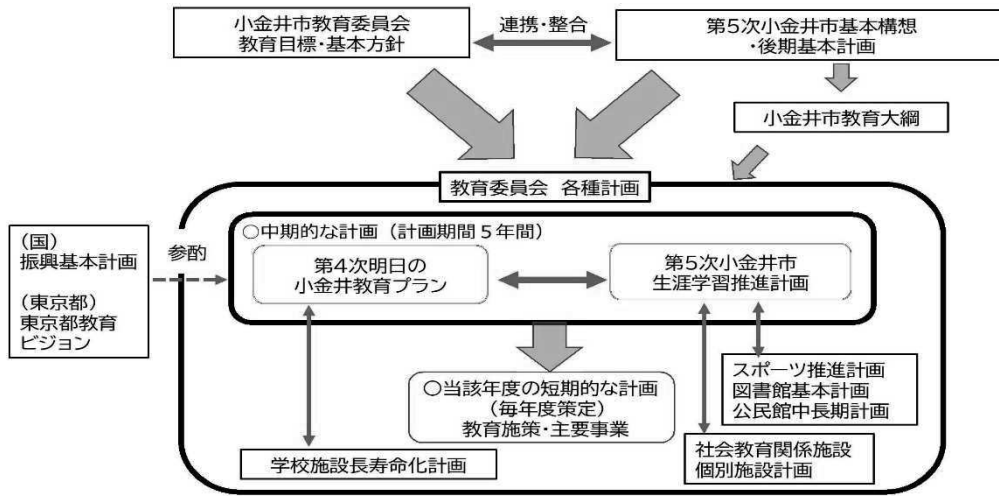 小金井市教育委員会
教育目標・基本方針
連携・整合
第5次小金井市基本構想
・後期基本計画
小金井市教育大綱
教育委員会 各種計画
（国）
振興基本計画
（東京都）
東京都教育
ビジョン
参酌
○中期的な計画（計画期間５年間）
第4次明日の
小金井教育プラン
第5次小金井市
生涯学習推進計画
○当該年度の短期的な計画
（毎年度策定）
教育施策・主要事業
スポーツ推進計画
図書館基本計画
公民館中長期計画
学校施設長寿命化計画
社会教育関係施設
個別施設計画